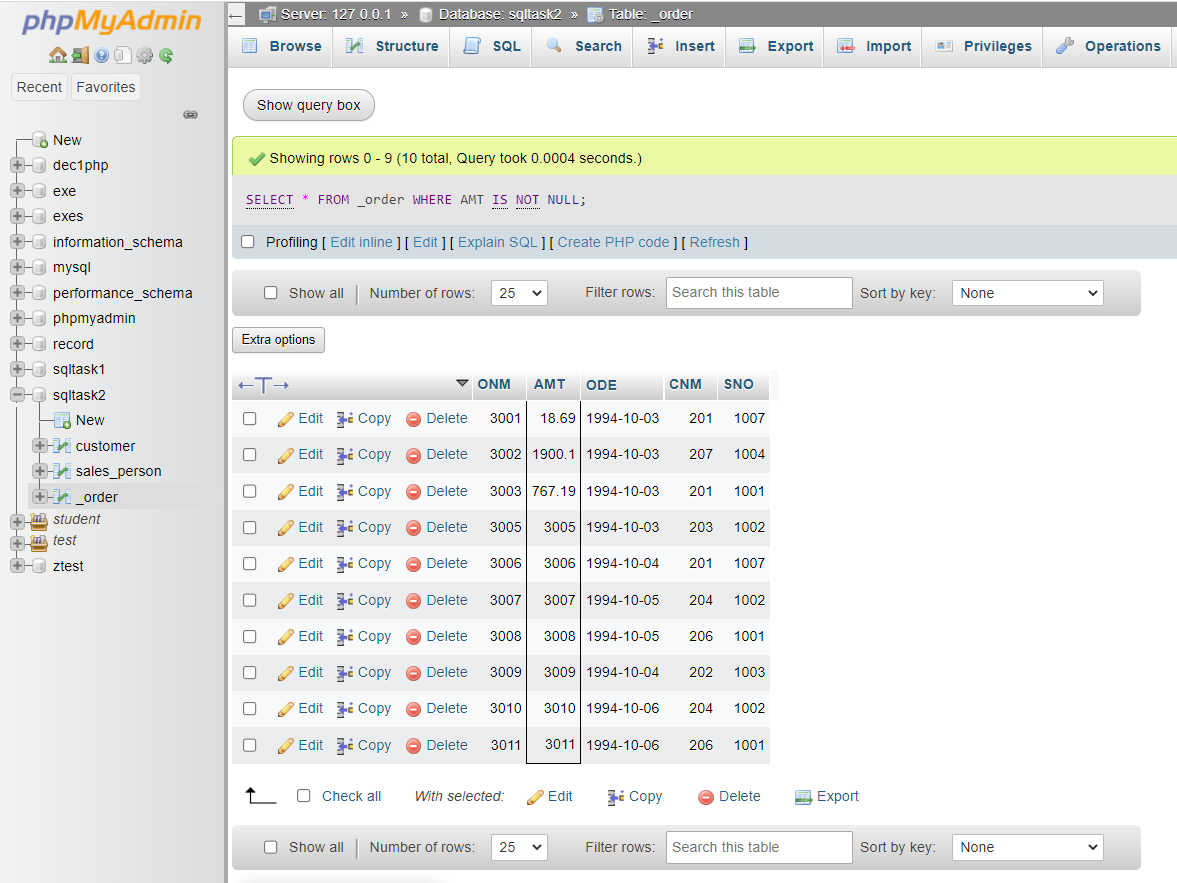 phpMyAdmin
Recent Favorites
New
dec1php
exe
exes
information_schema
mysql
performance_schema
phpmyadmin
record
sqltask1
sqltask2
New
customer
sales_person
_order
student
test
ztest
Server: 127.0.0.1 » Database: sqltask2 » Table: _order
Browse Structure SQL Search Insert Export Import Privileges Operations
Show query box
Showing rows 0 - 9 (10 total, Query took 0.0004 seconds.)
SELECT * FROM _order WHERE AMT IS NOT NULL;
Profiling [ Edit inline ] [ Edit ] [ Explain SQL ] [ Create PHP code ] [ Refresh ]
Show all Number of rows: 25 Filter rows: Search this table Sort by key: None
Extra options
←T→ ONM AMT ODE CNM SNO
Edit Copy Delete 3001 18.69 1994-10-03 201 1007
Edit Copy Delete 3002 1900.1 1994-10-03 207 1004
Edit Copy Delete 3003 767.19 1994-10-03 201 1001
Edit Copy Delete 3005 3005 1994-10-03 203 1002
Edit Copy Delete 3006 3006 1994-10-04 201 1007
Edit Copy Delete 3007 3007 1994-10-05 204 1002
Edit Copy Delete 3008 3008 1994-10-05 206 1001
Edit Copy Delete 3009 3009 1994-10-04 202 1003
Edit Copy Delete 3010 3010 1994-10-06 204 1002
Edit Copy Delete 3011 3011 1994-10-06 206 1001
Check all With selected: Edit Copy Delete Export
Show all Number of rows: 25 Filter rows: Search this table Sort by key: None